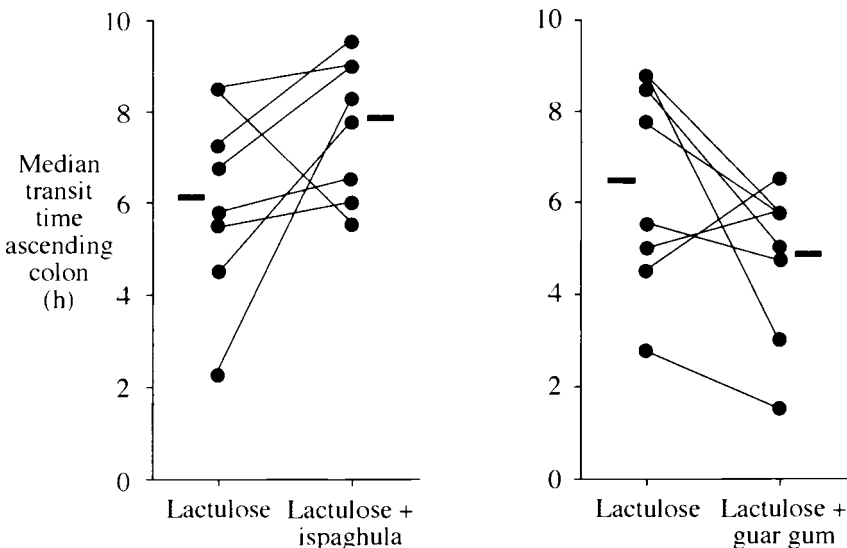 Median
transit
time
ascending
colon
(h)
10
8
6
4
2
0
Lactulose
Lactulose +
ispaghula
10
8
6
4
2
0
Lactulose
Lactulose +
guar gum